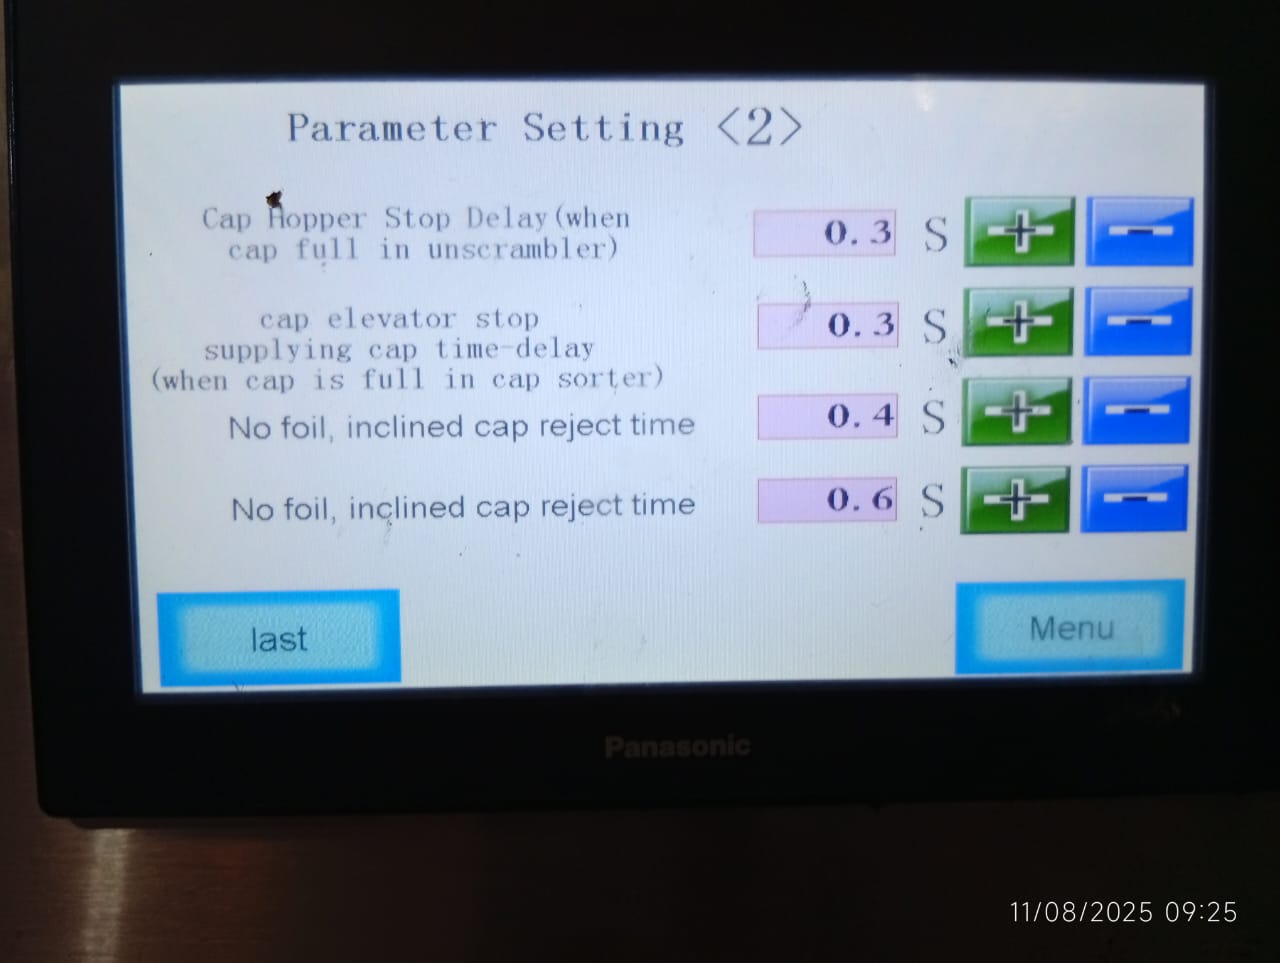 Parameter Setting <2>
Cap Hopper Stop Delay(when
cap full in unscrambler)
0.3 S + −
cap elevator stop
supplying cap time-delay
(when cap is full in cap sorter)
0.3 S + −
No foil, inclined cap reject time
0.4 S + −
No foil, inclined cap reject time
0.6 S + −
last
Menu
Panasonic
11/08/2025 09:25